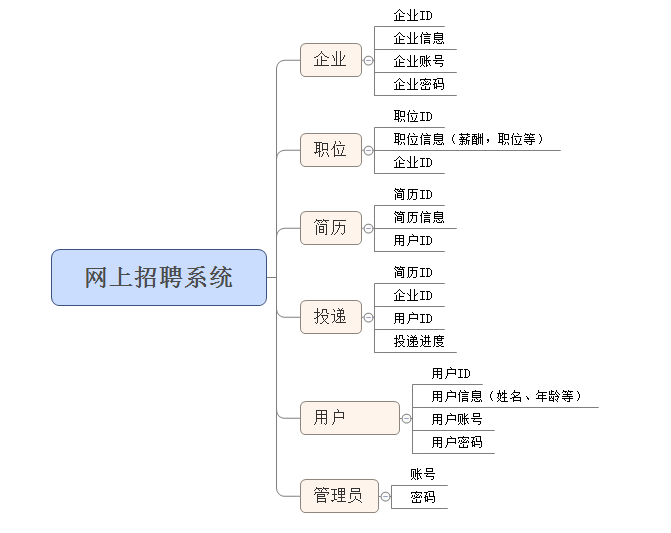 网上招聘系统
企业
企业ID
企业信息
企业账号
企业密码
职位
职位ID
职位信息（薪酬，职位等）
企业ID
简历
简历ID
简历信息
用户ID
投递
简历ID
企业ID
用户ID
投递进度
用户
用户ID
用户信息（姓名、年龄等）
用户账号
用户密码
管理员
账号
密码